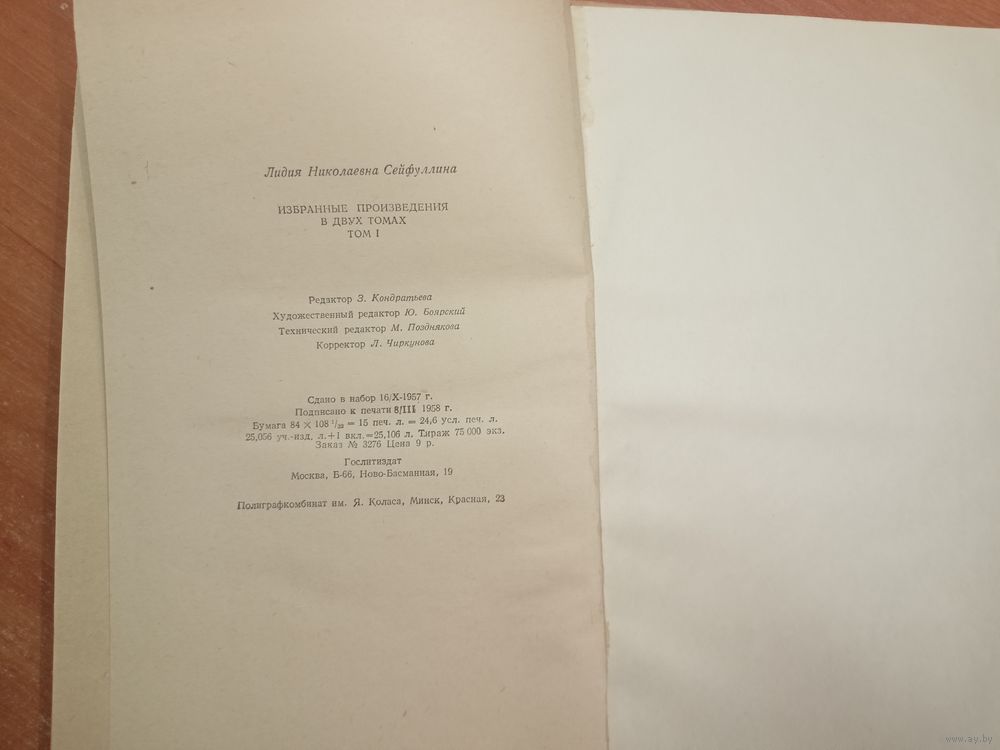 Лидия Николаевна Сейфуллина
ИЗБРАННЫЕ ПРОИЗВЕДЕНИЯ
В ДВУХ ТОМАХ
ТОМ I
Редактор З. Кондратьева
Художественный редактор Ю. Боярский
Технический редактор М. Позднякова
Корректор Л. Чиркунова
Сдано в набор 16/X-1957 г.
Подписано к печати 8/III 1958 г.
Бумага 84 × 108 1/32 = 15 печ. л. = 24,6 усл. печ. л.
25,056 уч.-изд. л.+1 вкл.=25,106 л. Тираж 75 000 экз.
Заказ № 3276 Цена 9 р.
Гослитиздат
Москва, Б-66, Ново-Басманная, 19
Полиграфкомбинат им. Я. Коласа, Минск, Красная, 23
www.ay.by